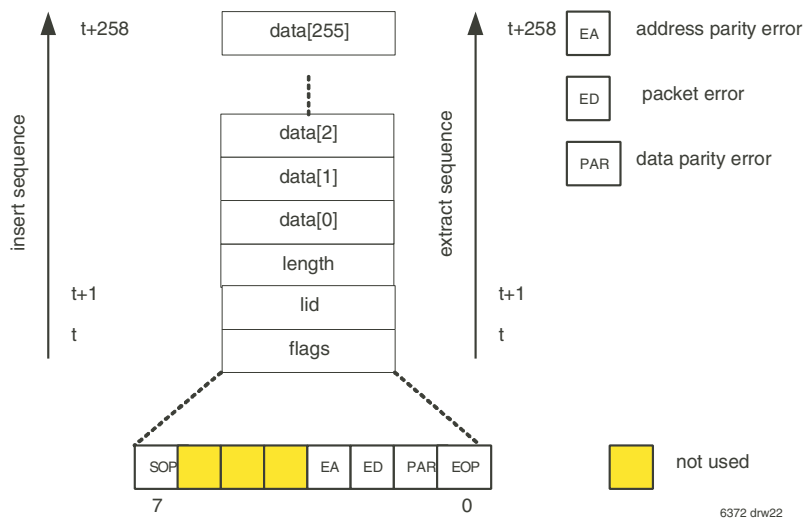 t+258
data[255]
t+258
EA
address parity error
ED
packet error
data[2]
PAR
data parity error
data[1]
data[0]
insert sequence
extract sequence
length
t+1
lid
t+1
t
flags
t
SOP
EA
ED
PAR
EOP
not used
7
0
6372 drw22